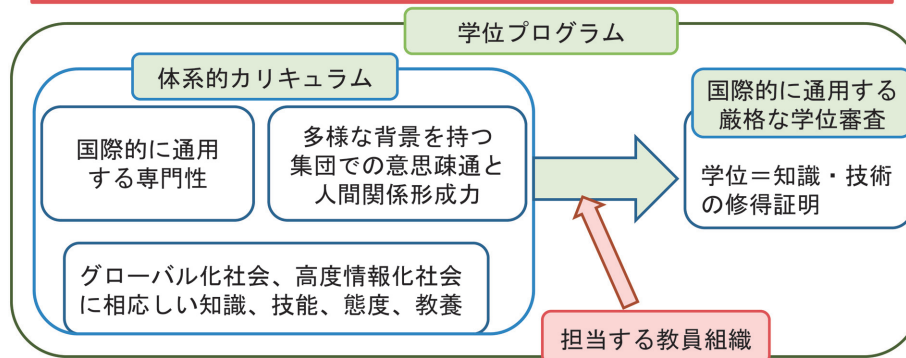 学位プログラム
体系的カリキュラム
国際的に通用
する専門性
多様な背景を持つ
集団での意思疎通と
人間関係形成力
グローバル化社会、高度情報化社会
に相応しい知識、技能、態度、教養
国際的に通用する
厳格な学位審査
学位＝知識・技術
の修得証明
担当する教員組織